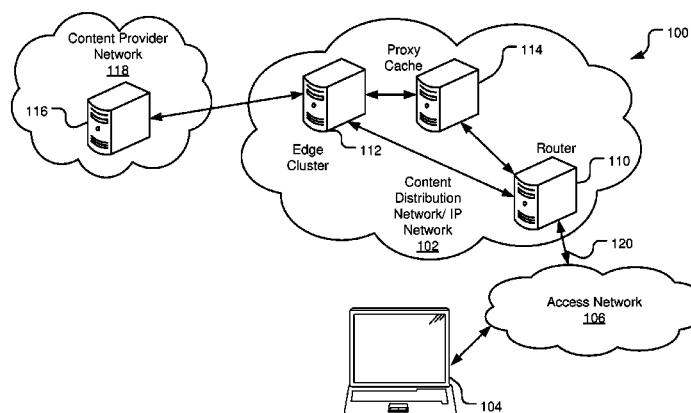 Content Provider
Network
118
116
Proxy
Cache
114
100
Edge
Cluster
112
Router
110
Content
Distribution
Network/ IP
Network
102
120
Access Network
106
104